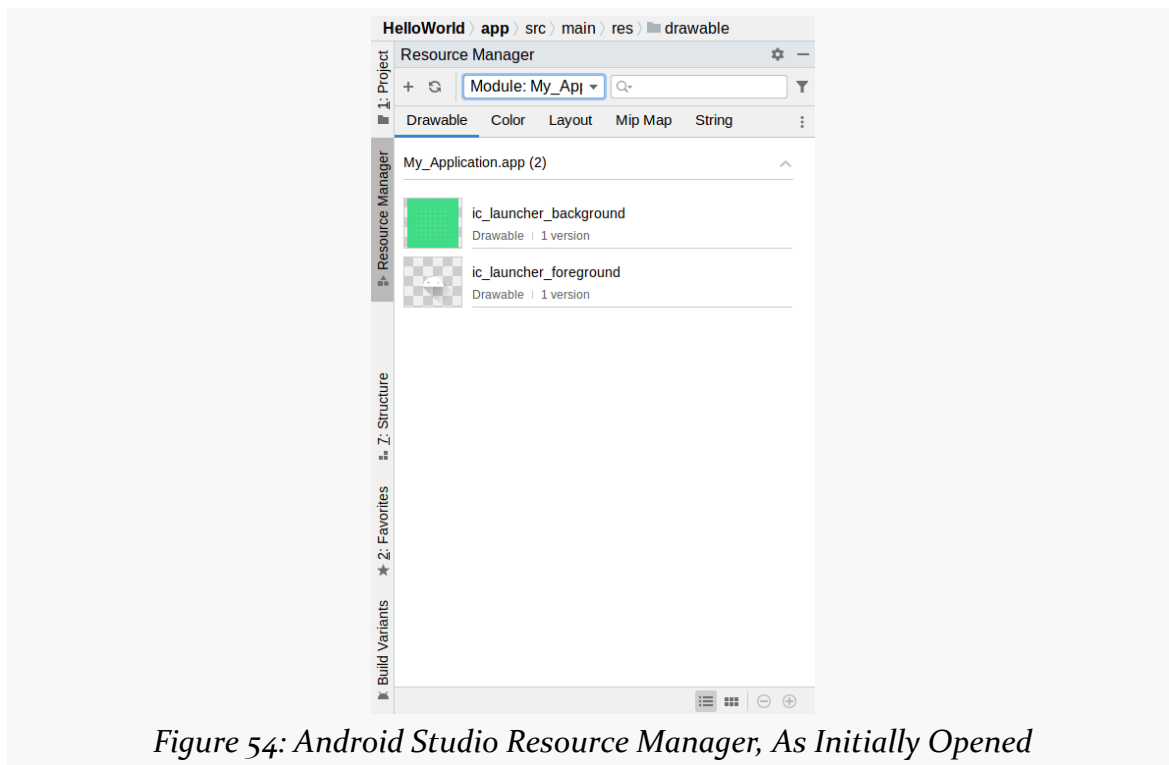 HelloWorld app src main res drawable
Resource Manager
Module: My_App
Drawable Color Layout Mip Map String
My_Application.app (2)
ic_launcher_background
Drawable | 1 version
ic_launcher_foreground
Drawable | 1 version
1: Project
Resource Manager
7: Structure
2: Favorites
Build Variants
Figure 54: Android Studio Resource Manager, As Initially Opened